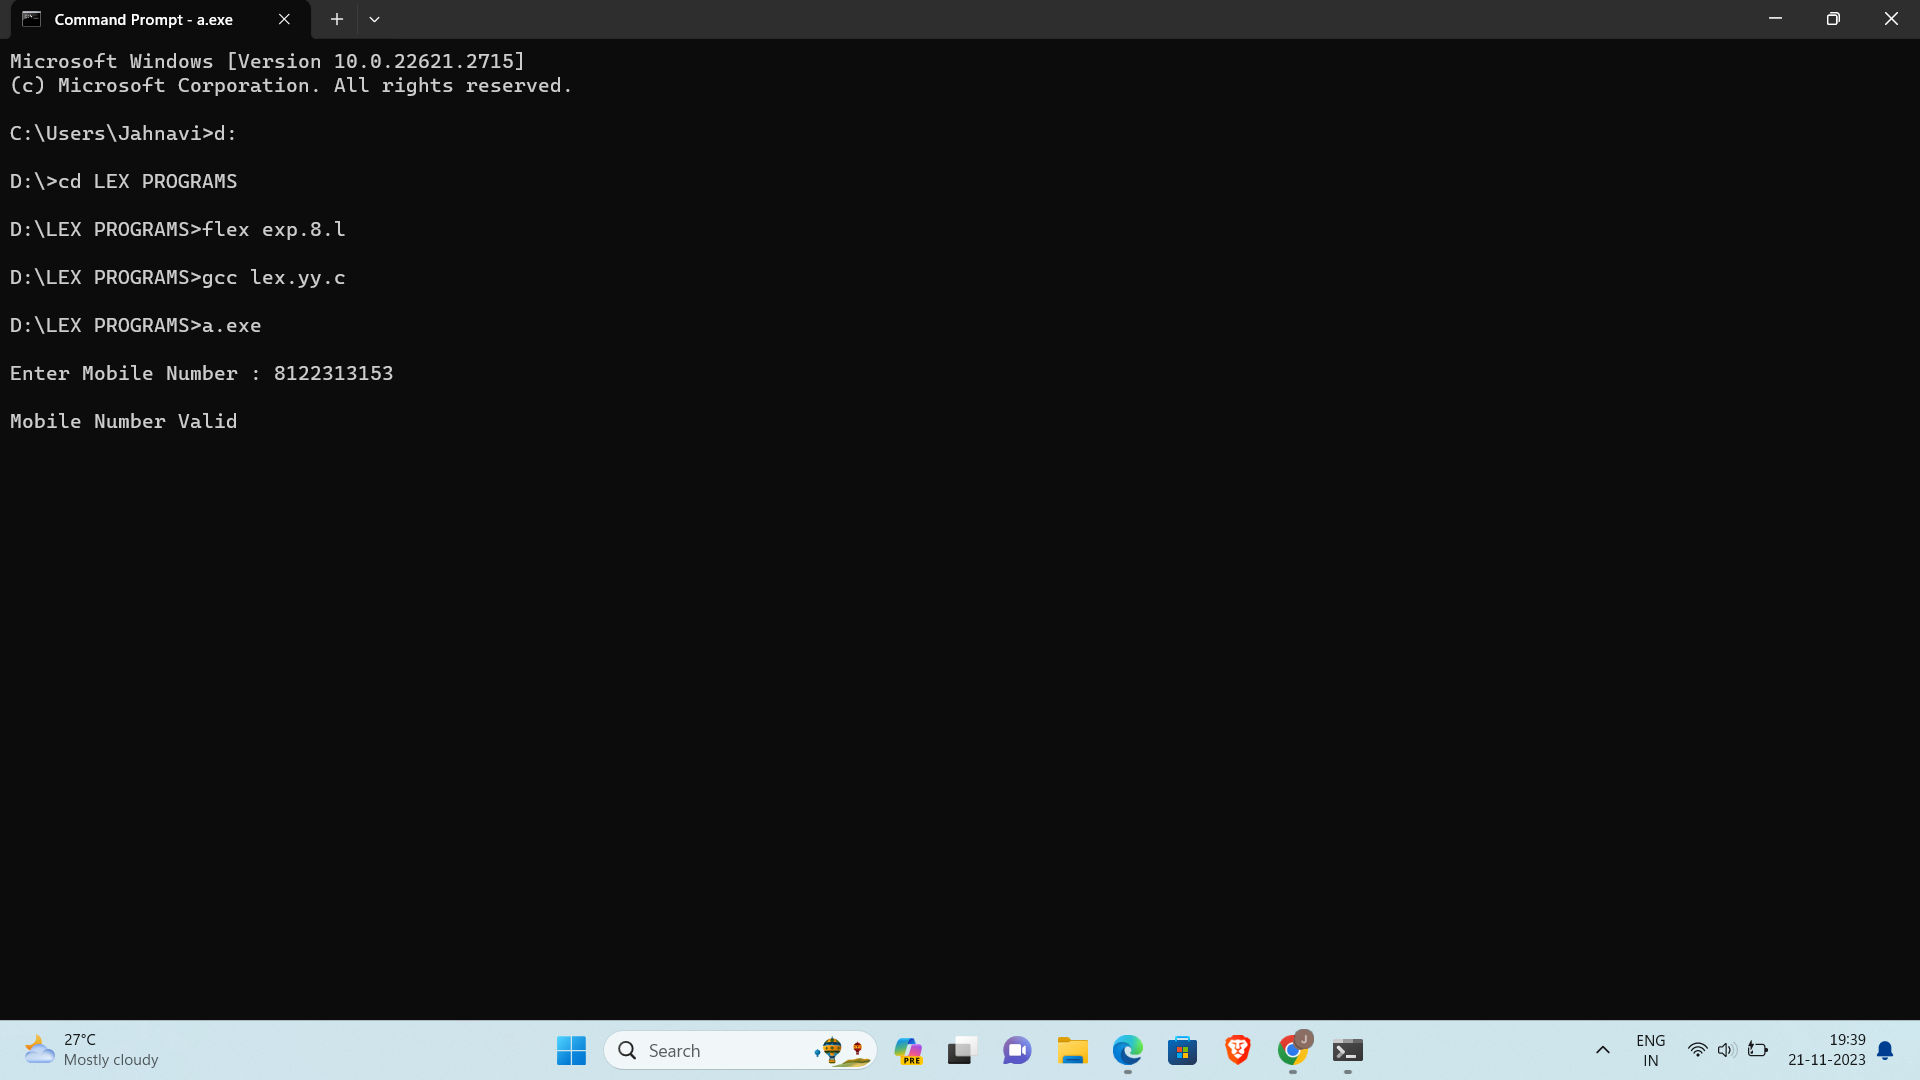 Command Prompt - a.exe
Microsoft Windows [Version 10.0.22621.2715]
(c) Microsoft Corporation. All rights reserved.
C:\Users\Jahnavi>d:
D:\>cd LEX PROGRAMS
D:\LEX PROGRAMS>flex exp.8.l
D:\LEX PROGRAMS>gcc lex.yy.c
D:\LEX PROGRAMS>a.exe
Enter Mobile Number : 8122313153
Mobile Number Valid
27°C
Mostly cloudy
Search
PRE
J
ENG
IN
19:39
21-11-2023